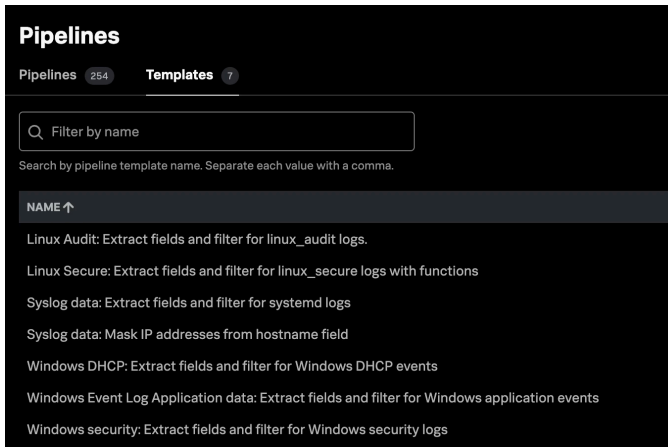 Pipelines
Pipelines 254 Templates 7
Filter by name
Search by pipeline template name. Separate each value with a comma.
NAME
Linux Audit: Extract fields and filter for linux_audit logs.
Linux Secure: Extract fields and filter for linux_secure logs with functions
Syslog data: Extract fields and filter for systemd logs
Syslog data: Mask IP addresses from hostname field
Windows DHCP: Extract fields and filter for Windows DHCP events
Windows Event Log Application data: Extract fields and filter for Windows application events
Windows security: Extract fields and filter for Windows security logs